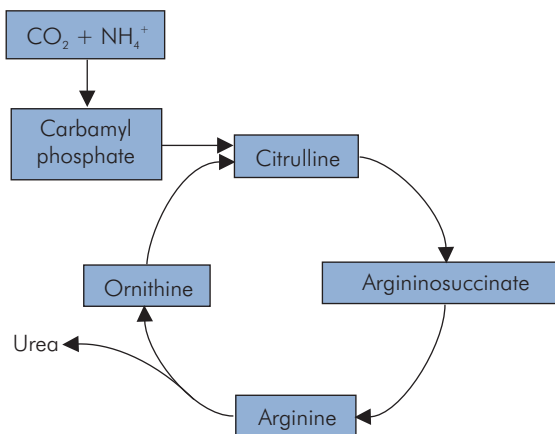 CO₂ + NH₄⁺
Carbamyl
phosphate
Citrulline
Ornithine
Argininosuccinate
Urea
Arginine